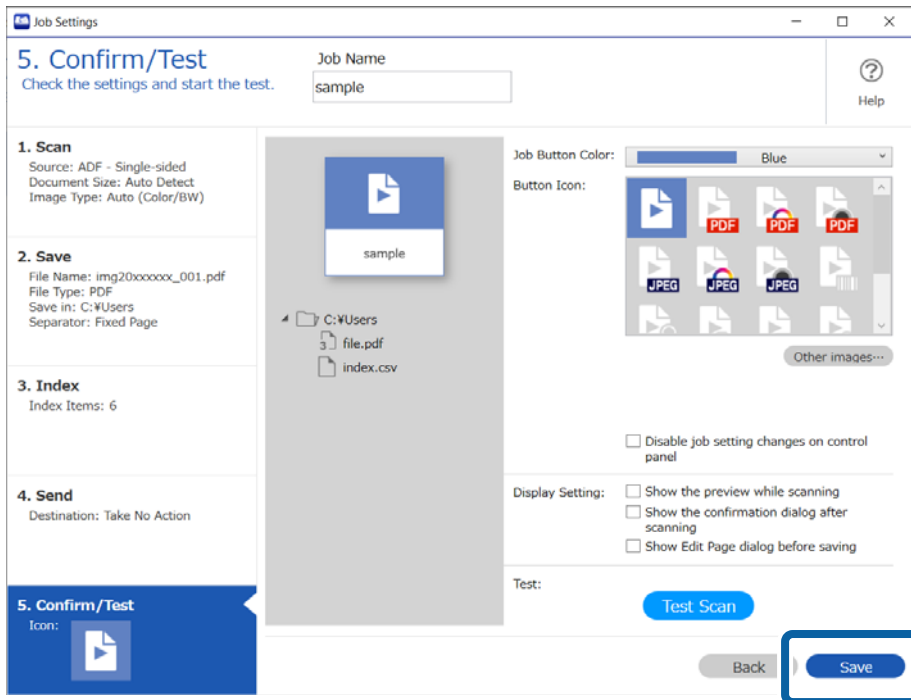 Job Settings
5. Confirm/Test
Check the settings and start the test.
Job Name
sample
Help
1. Scan
Source: ADF - Single-sided
Document Size: Auto Detect
Image Type: Auto (Color/BW)
2. Save
File Name: img20xxxxxx_001.pdf
File Type: PDF
Save in: C:¥Users
Separator: Fixed Page
3. Index
Index Items: 6
4. Send
Destination: Take No Action
5. Confirm/Test
Icon:
sample
C:¥Users
3 file.pdf
index.csv
Job Button Color:
Blue
Button Icon:
PDF PDF PDF
JPEG JPEG JPEG
Other images···
Disable job setting changes on control
panel
Display Setting:
Show the preview while scanning
Show the confirmation dialog after
scanning
Show Edit Page dialog before saving
Test:
Test Scan
Back
Save